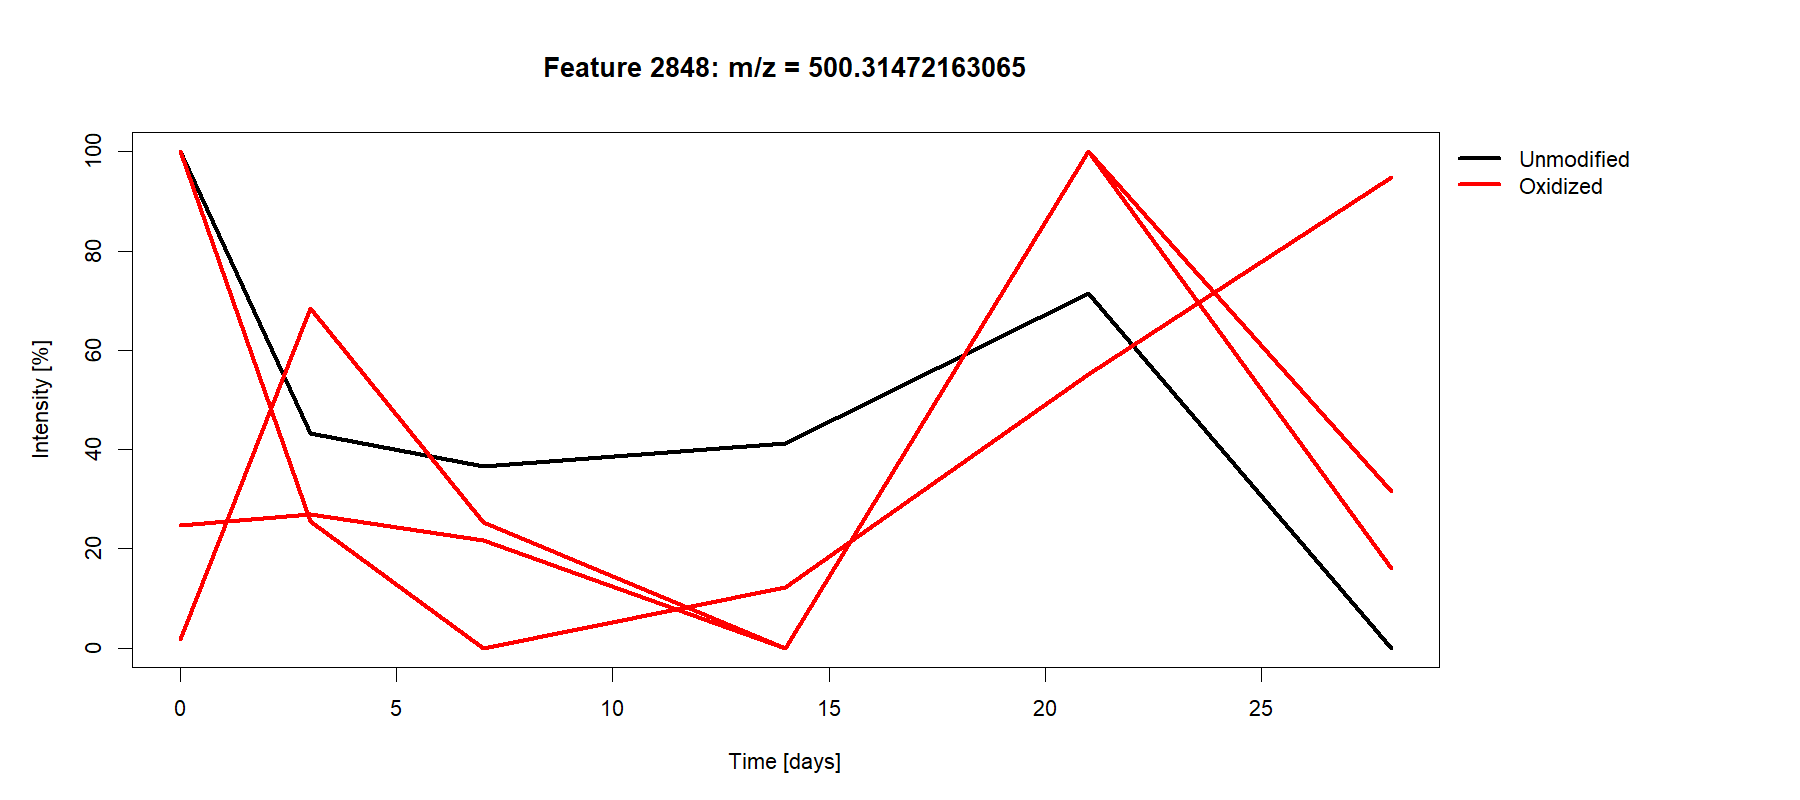 Feature 2848: m/z = 500.31472163065
Unmodified
Oxidized
Intensity [%]
100
80
60
40
20
0
0 5 10 15 20 25
Time [days]